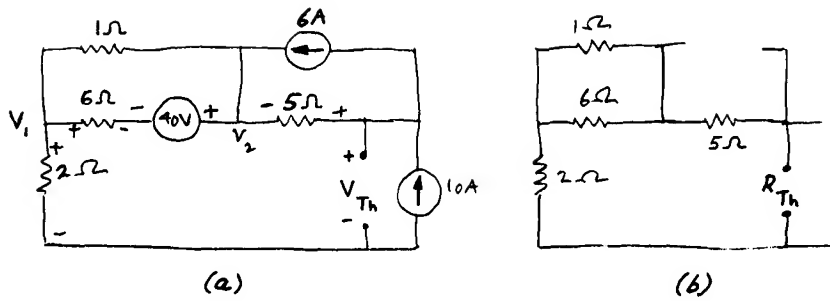 1Ω 6A 1Ω
6Ω - 40V + - 5Ω + 6Ω
V1 + - V2 5Ω
+ 2Ω + VTh - 10A 2Ω RTh
-
(a) (b)